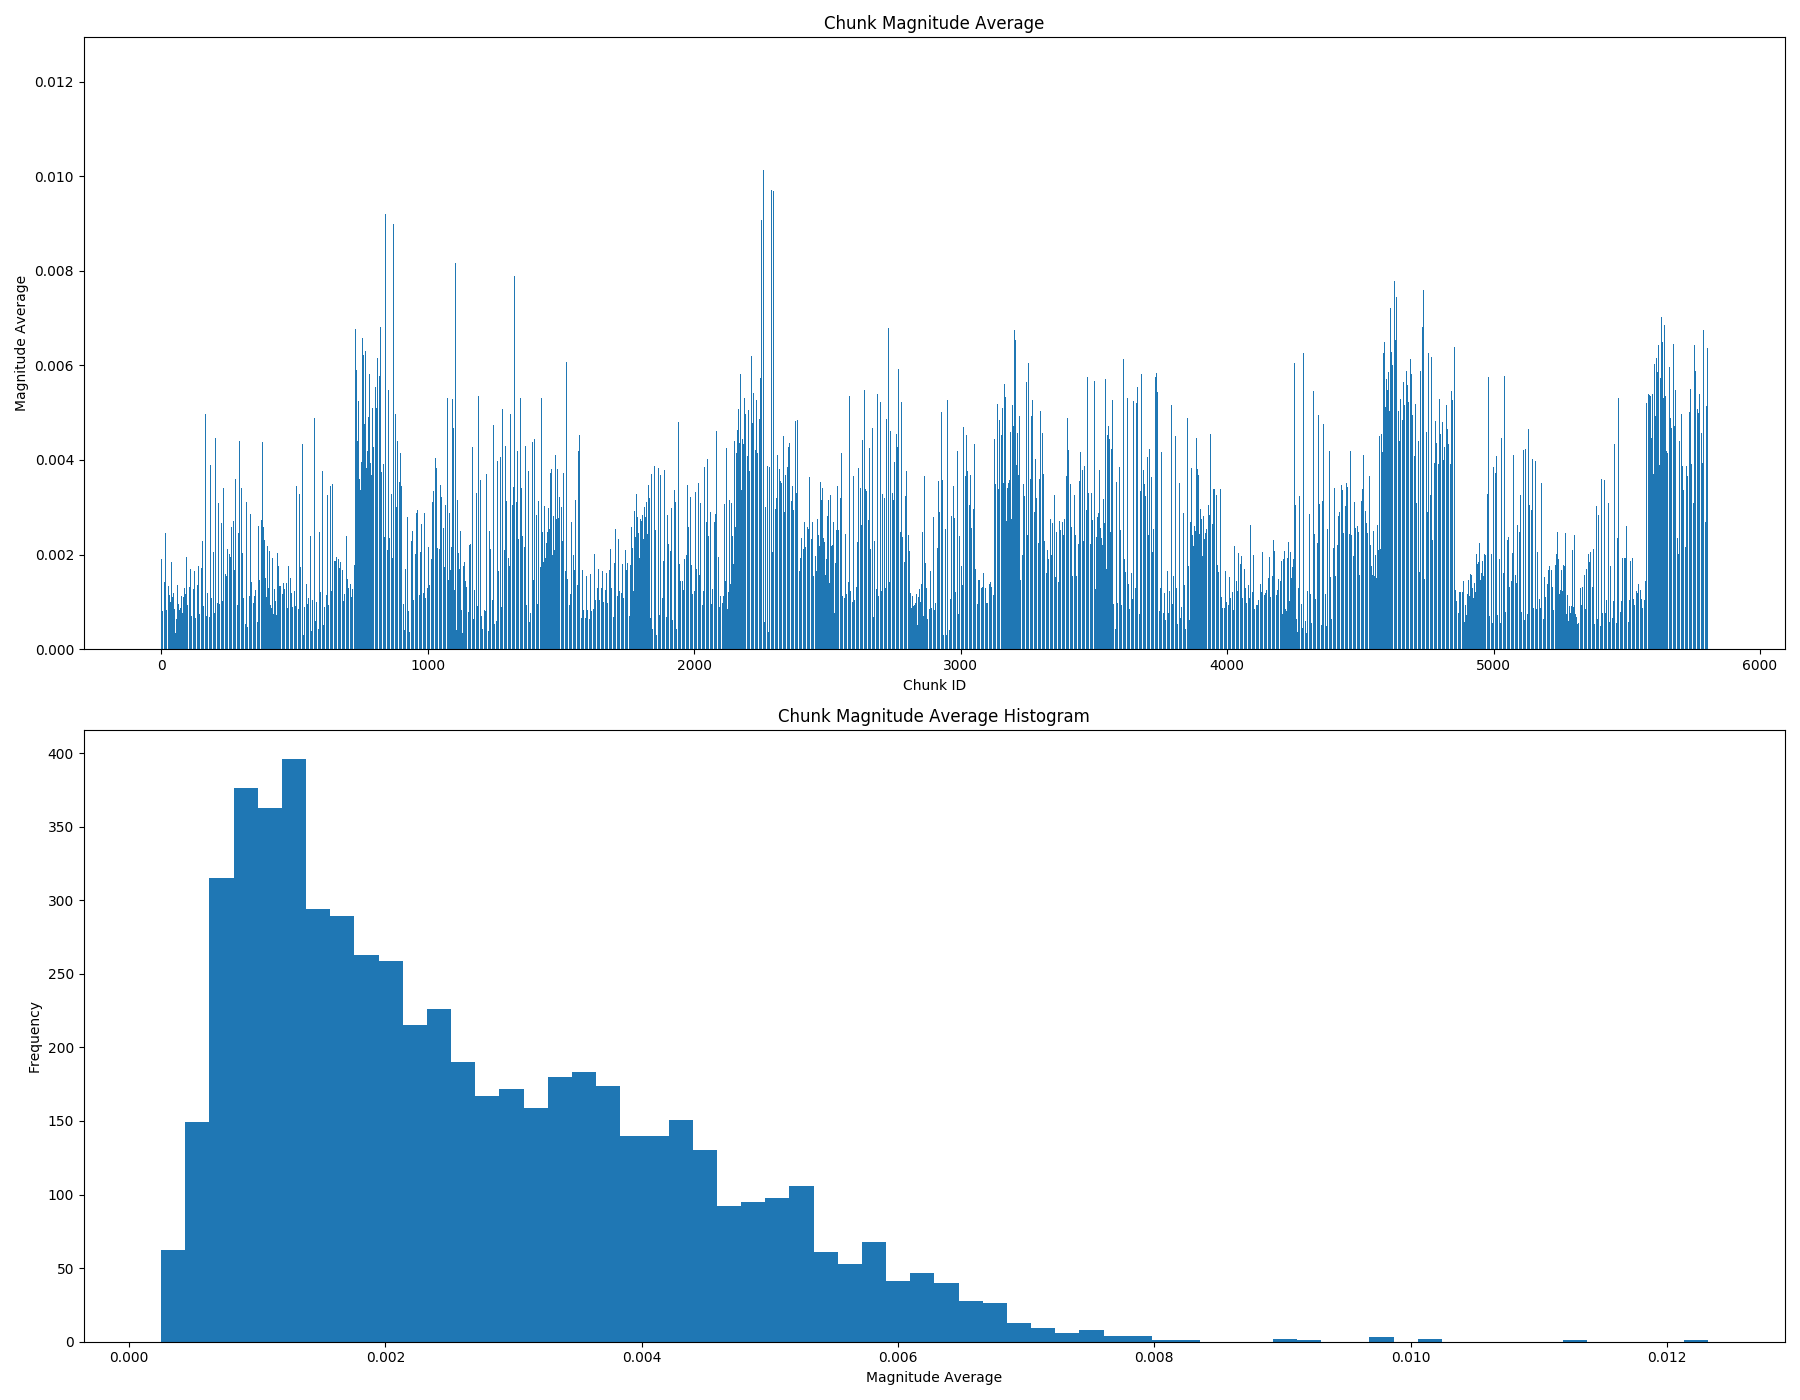 Chunk Magnitude Average
0.012
0.010
0.008
0.006
0.004
0.002
0.000
Magnitude Average
0 1000 2000 3000 4000 5000 6000
Chunk ID
Chunk Magnitude Average Histogram
400
350
300
250
200
150
100
50
0
Frequency
0.000 0.002 0.004 0.006 0.008 0.010 0.012
Magnitude Average